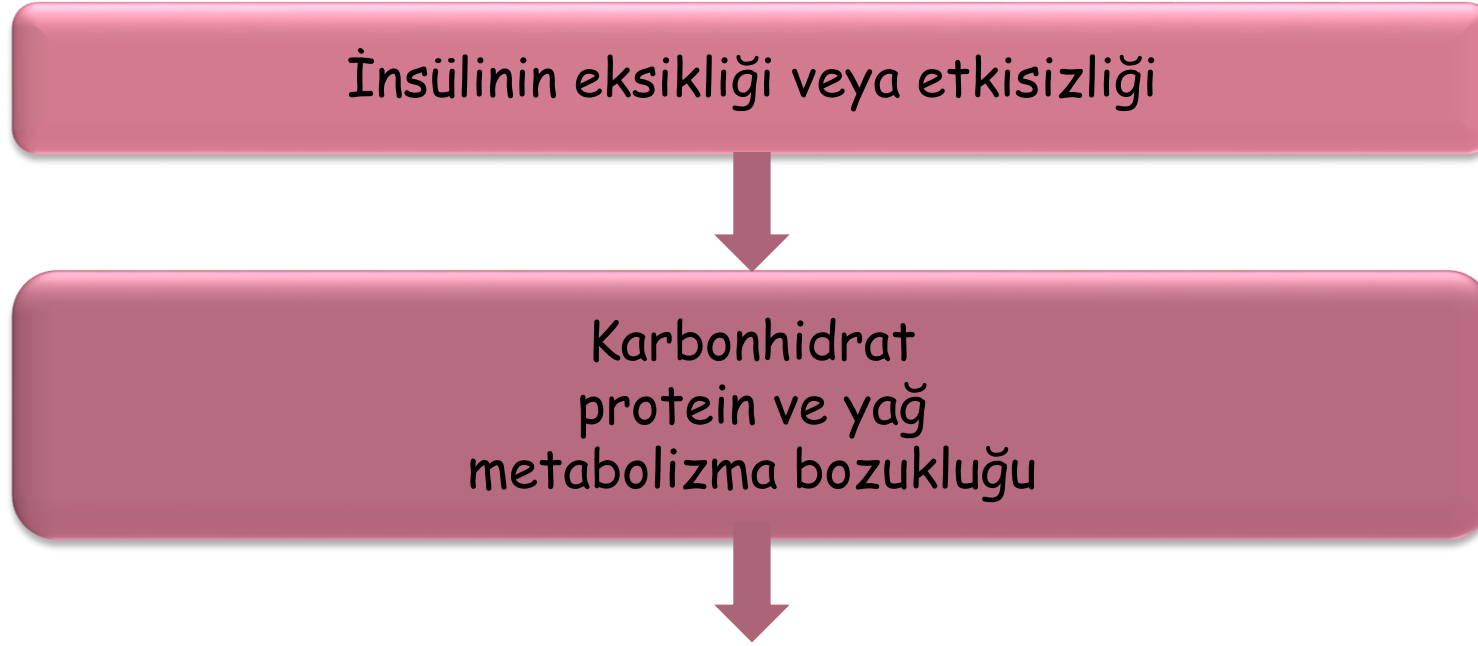 İnsülinin eksikliği veya etkisizliği
Karbonhidrat
protein ve yağ
metabolizma bozukluğu